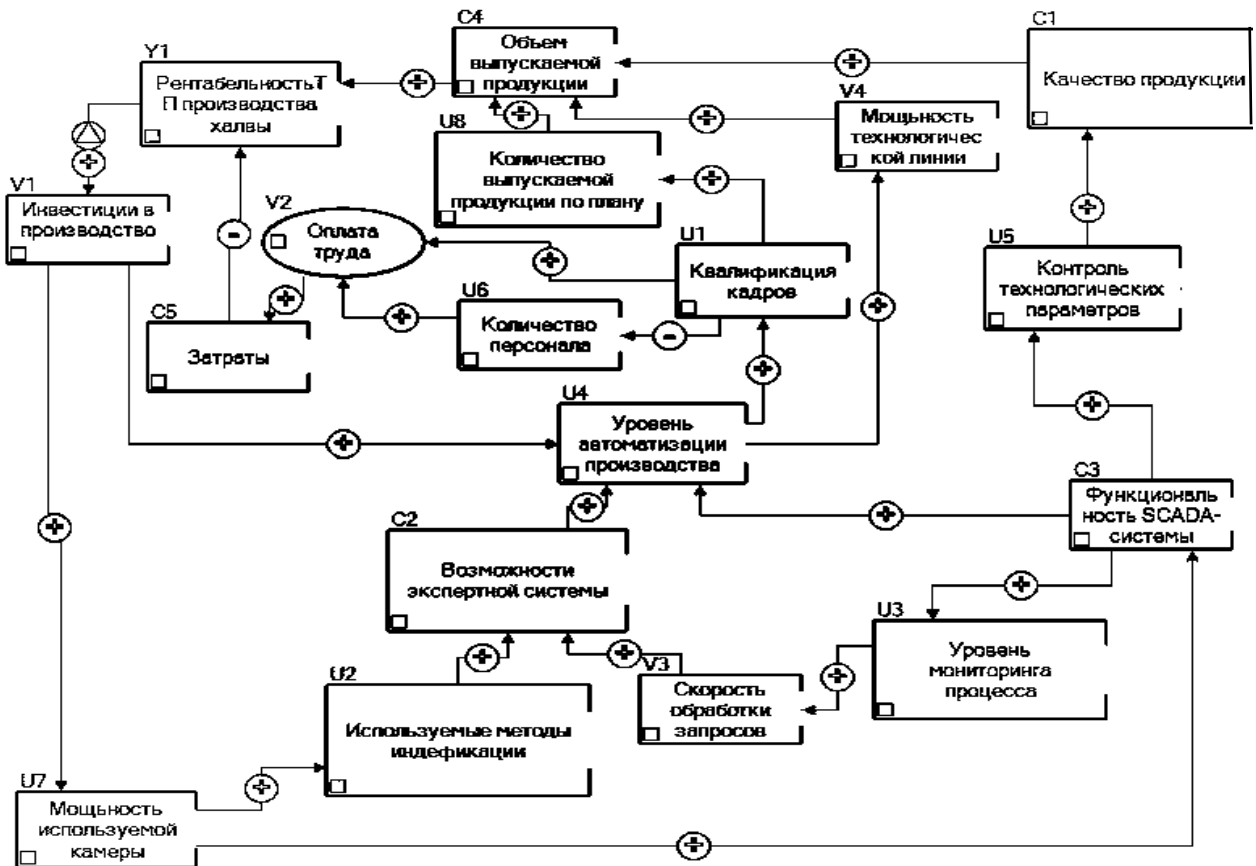 C4
Объем
выпускаемой
продукции
C1
Качество продукции
Y1
РентабельностьТ
П производства
халвы
V4
Мощьность
технологичес
кой линии
U8
Количество
выпускаемой
продукции по плану
V1
Инвестиции в
производство
V2
Оплата
труда
U1
Квалификация
кадров
U5
Контроль
технологических
параметров
U6
Количество
персонала
C5
Затраты
U4
Уровень
автоматизации
производства
C3
Функциональ
ность SCADA-
системы
C2
Возможности
экспертной системы
U3
Уровень
мониторинга
процесса
V3
Скорость
обработки
запросов
U2
Используемые методы
индефикации
U7
Мощьность
используемой
камеры